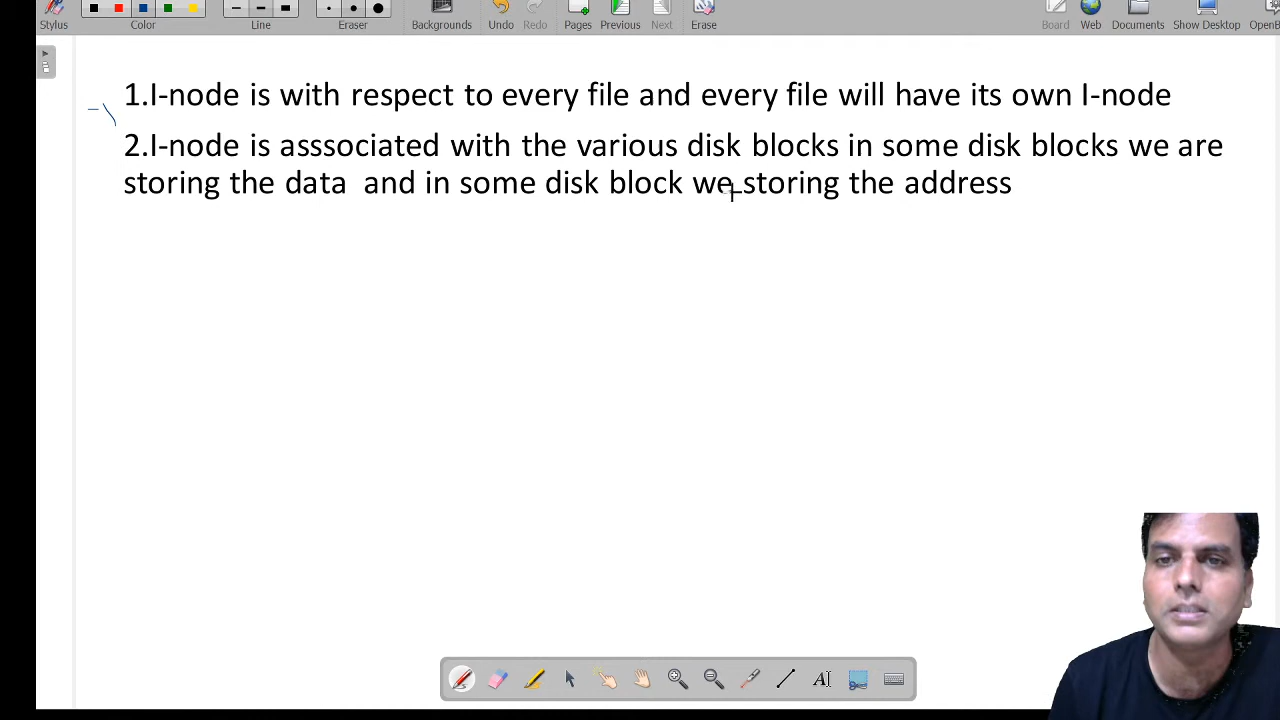 Stylus Color Line Eraser Backgrounds Undo Redo Pages Previous Next Erase Board Web Documents Show Desktop
1.I-node is with respect to every file and every file will have its own I-node
2.I-node is asssociated with the various disk blocks in some disk blocks we are
storing the data and in some disk block we storing the address